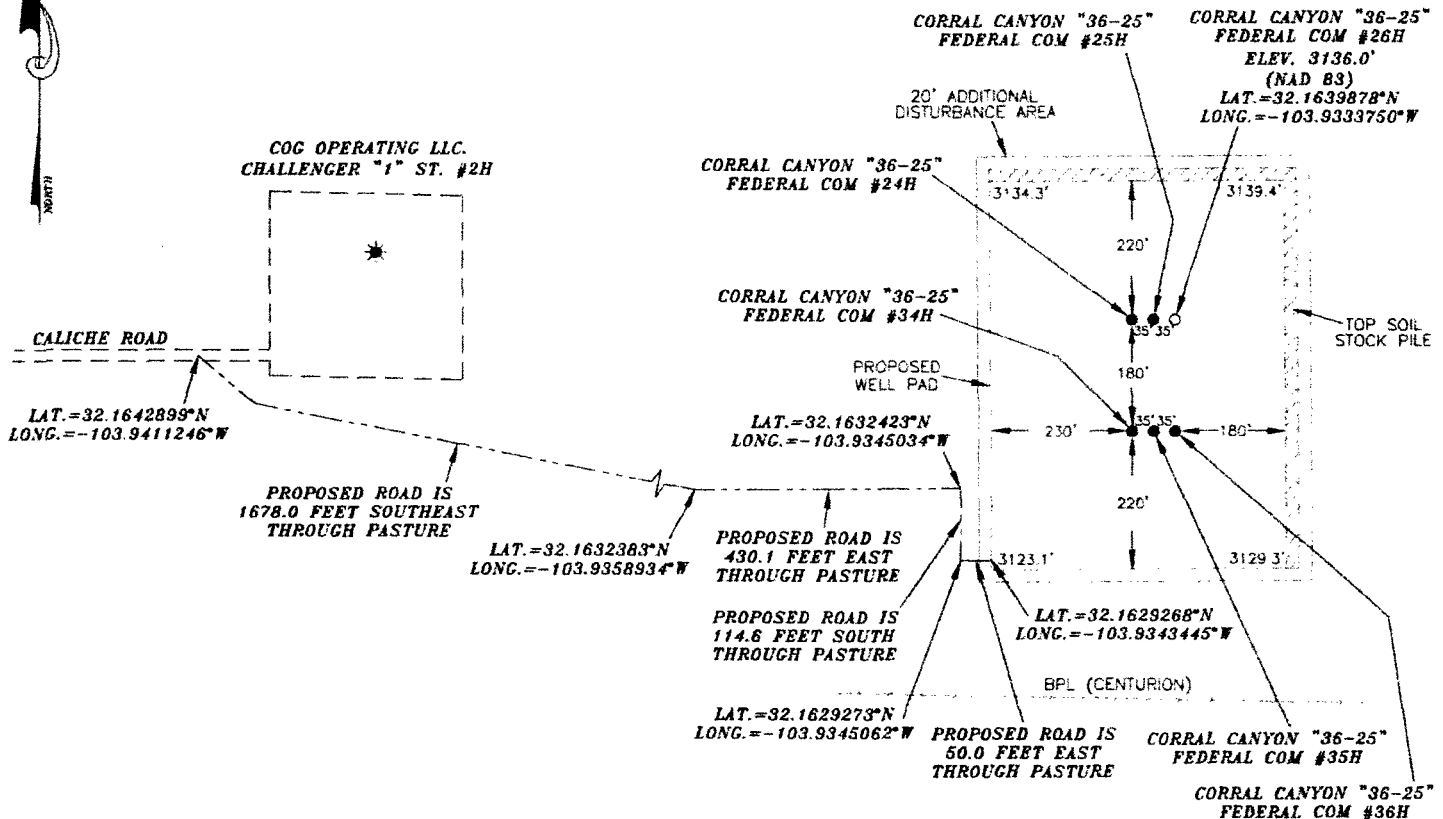 CORRAL CANYON "36-25"
FEDERAL COM #25H
CORRAL CANYON "36-25"
FEDERAL COM #26H
ELEV. 3136.0'
(NAD 83)
LAT.=32.1639878°N
LONG.=-103.9333750°W
20' ADDITIONAL
DISTURBANCE AREA
NORTH
COG OPERATING LLC.
CHALLENGER "1" ST. #2H
CORRAL CANYON "36-25"
FEDERAL COM #24H
3134.3'
3139.4'
220'
35' 35'
CORRAL CANYON "36-25"
FEDERAL COM #34H
TOP SOIL
STOCK PILE
CALICHE ROAD
PROPOSED
WELL PAD
180'
LAT.=32.1642899°N
LONG.=-103.9411246°W
LAT.=32.1632423°N
LONG.=-103.9345034°W
230'
35' 35'
180'
PROPOSED ROAD IS
1678.0 FEET SOUTHEAST
THROUGH PASTURE
220'
LAT.=32.1632383°N
LONG.=-103.9358934°W
PROPOSED ROAD IS
430.1 FEET EAST
THROUGH PASTURE
3123.1'
3129.3'
PROPOSED ROAD IS
114.6 FEET SOUTH
THROUGH PASTURE
LAT.=32.1629268°N
LONG.=-103.9343445°W
BPL (CENTURION)
LAT.=32.1629273°N
LONG.=-103.9345062°W
PROPOSED ROAD IS
50.0 FEET EAST
THROUGH PASTURE
CORRAL CANYON "36-25"
FEDERAL COM #35H
CORRAL CANYON "36-25"
FEDERAL COM #36H